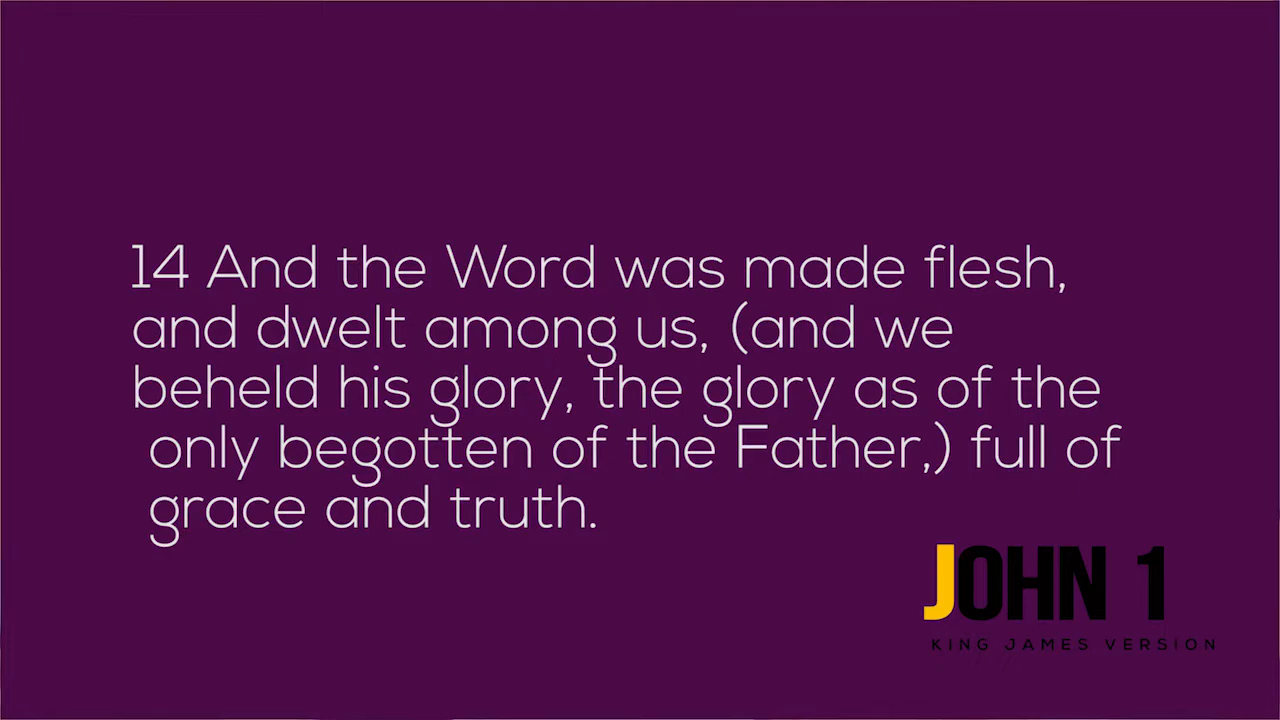 14 And the Word was made flesh,
and dwelt among us, (and we
beheld his glory, the glory as of the
only begotten of the Father,) full of
grace and truth.
JOHN 1
KING JAMES VERSION